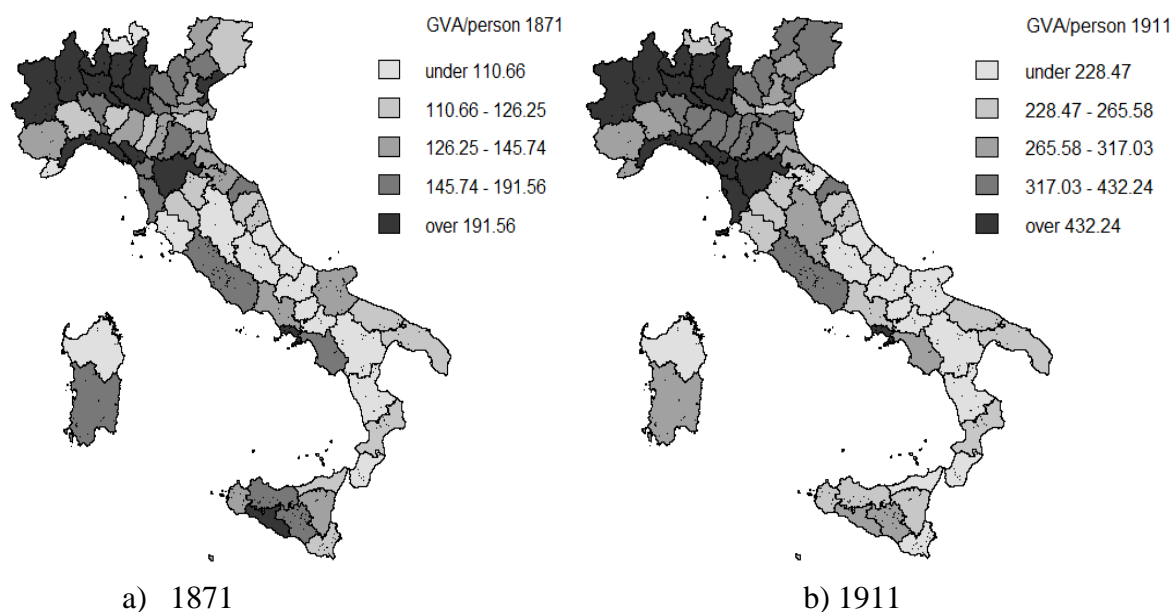 GVA/person 1871
under 110.66
110.66 - 126.25
126.25 - 145.74
145.74 - 191.56
over 191.56
GVA/person 1911
under 228.47
228.47 - 265.58
265.58 - 317.03
317.03 - 432.24
over 432.24
a) 1871
b) 1911